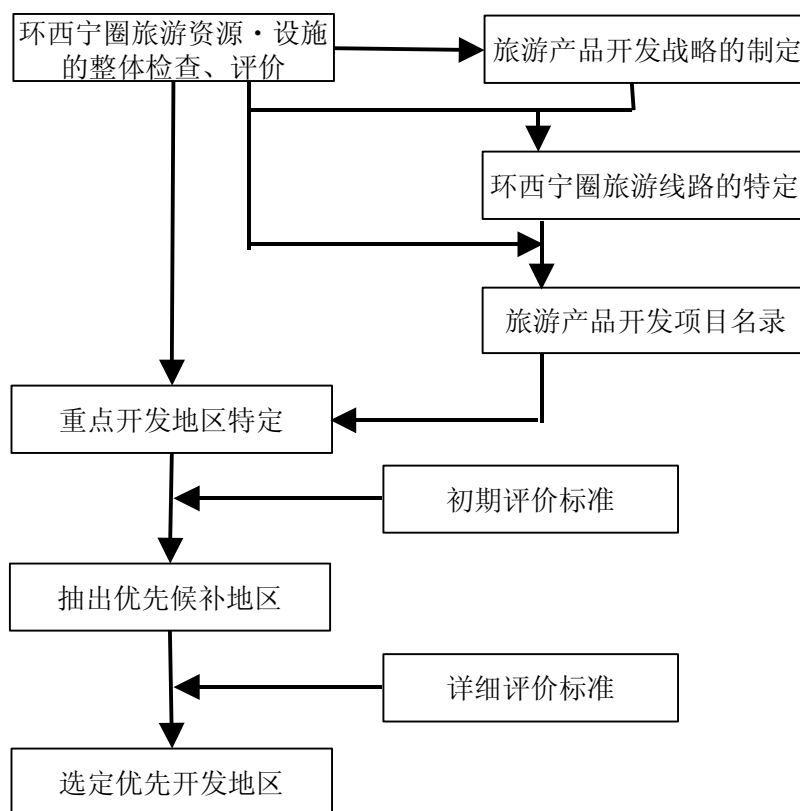 环西宁圈旅游资源·设施
的整体检查、评价
旅游产品开发战略的制定
环西宁圈旅游线路的特定
旅游产品开发项目名录
重点开发地区特定
初期评价标准
抽出优先候补地区
详细评价标准
选定优先开发地区